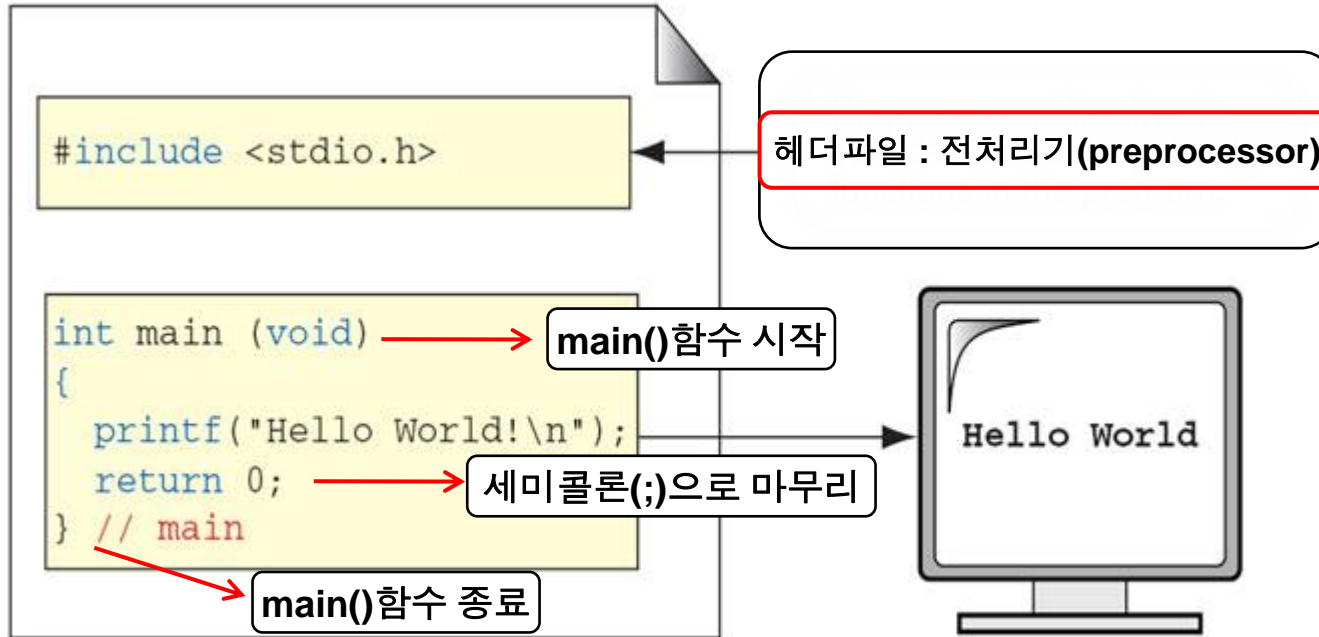 #include <stdio.h>
헤더파일 : 전처리기(preprocessor)
int main (void)
main()함수 시작
{
printf("Hello World!\n");
Hello World
return 0;
세미콜론(;)으로 마무리
} // main
main()함수 종료